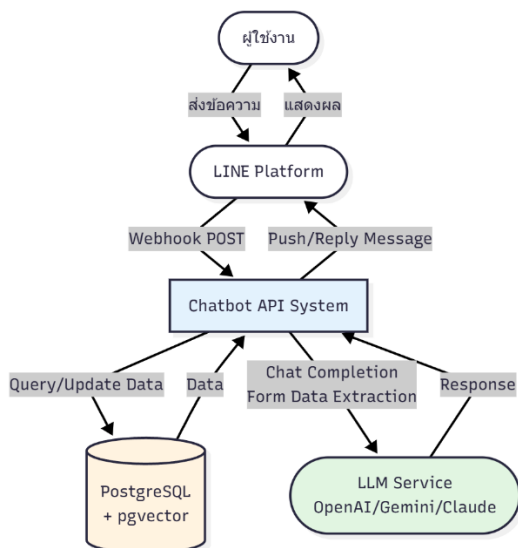 ผู้ใช้งาน
ส่งข้อความ
แสดงผล
LINE Platform
Webhook POST
Push/Reply Message
Chatbot API System
Query/Update Data
Data
Chat Completion
Form Data Extraction
Response
PostgreSQL
+ pgvector
LLM Service
OpenAI/Gemini/Claude